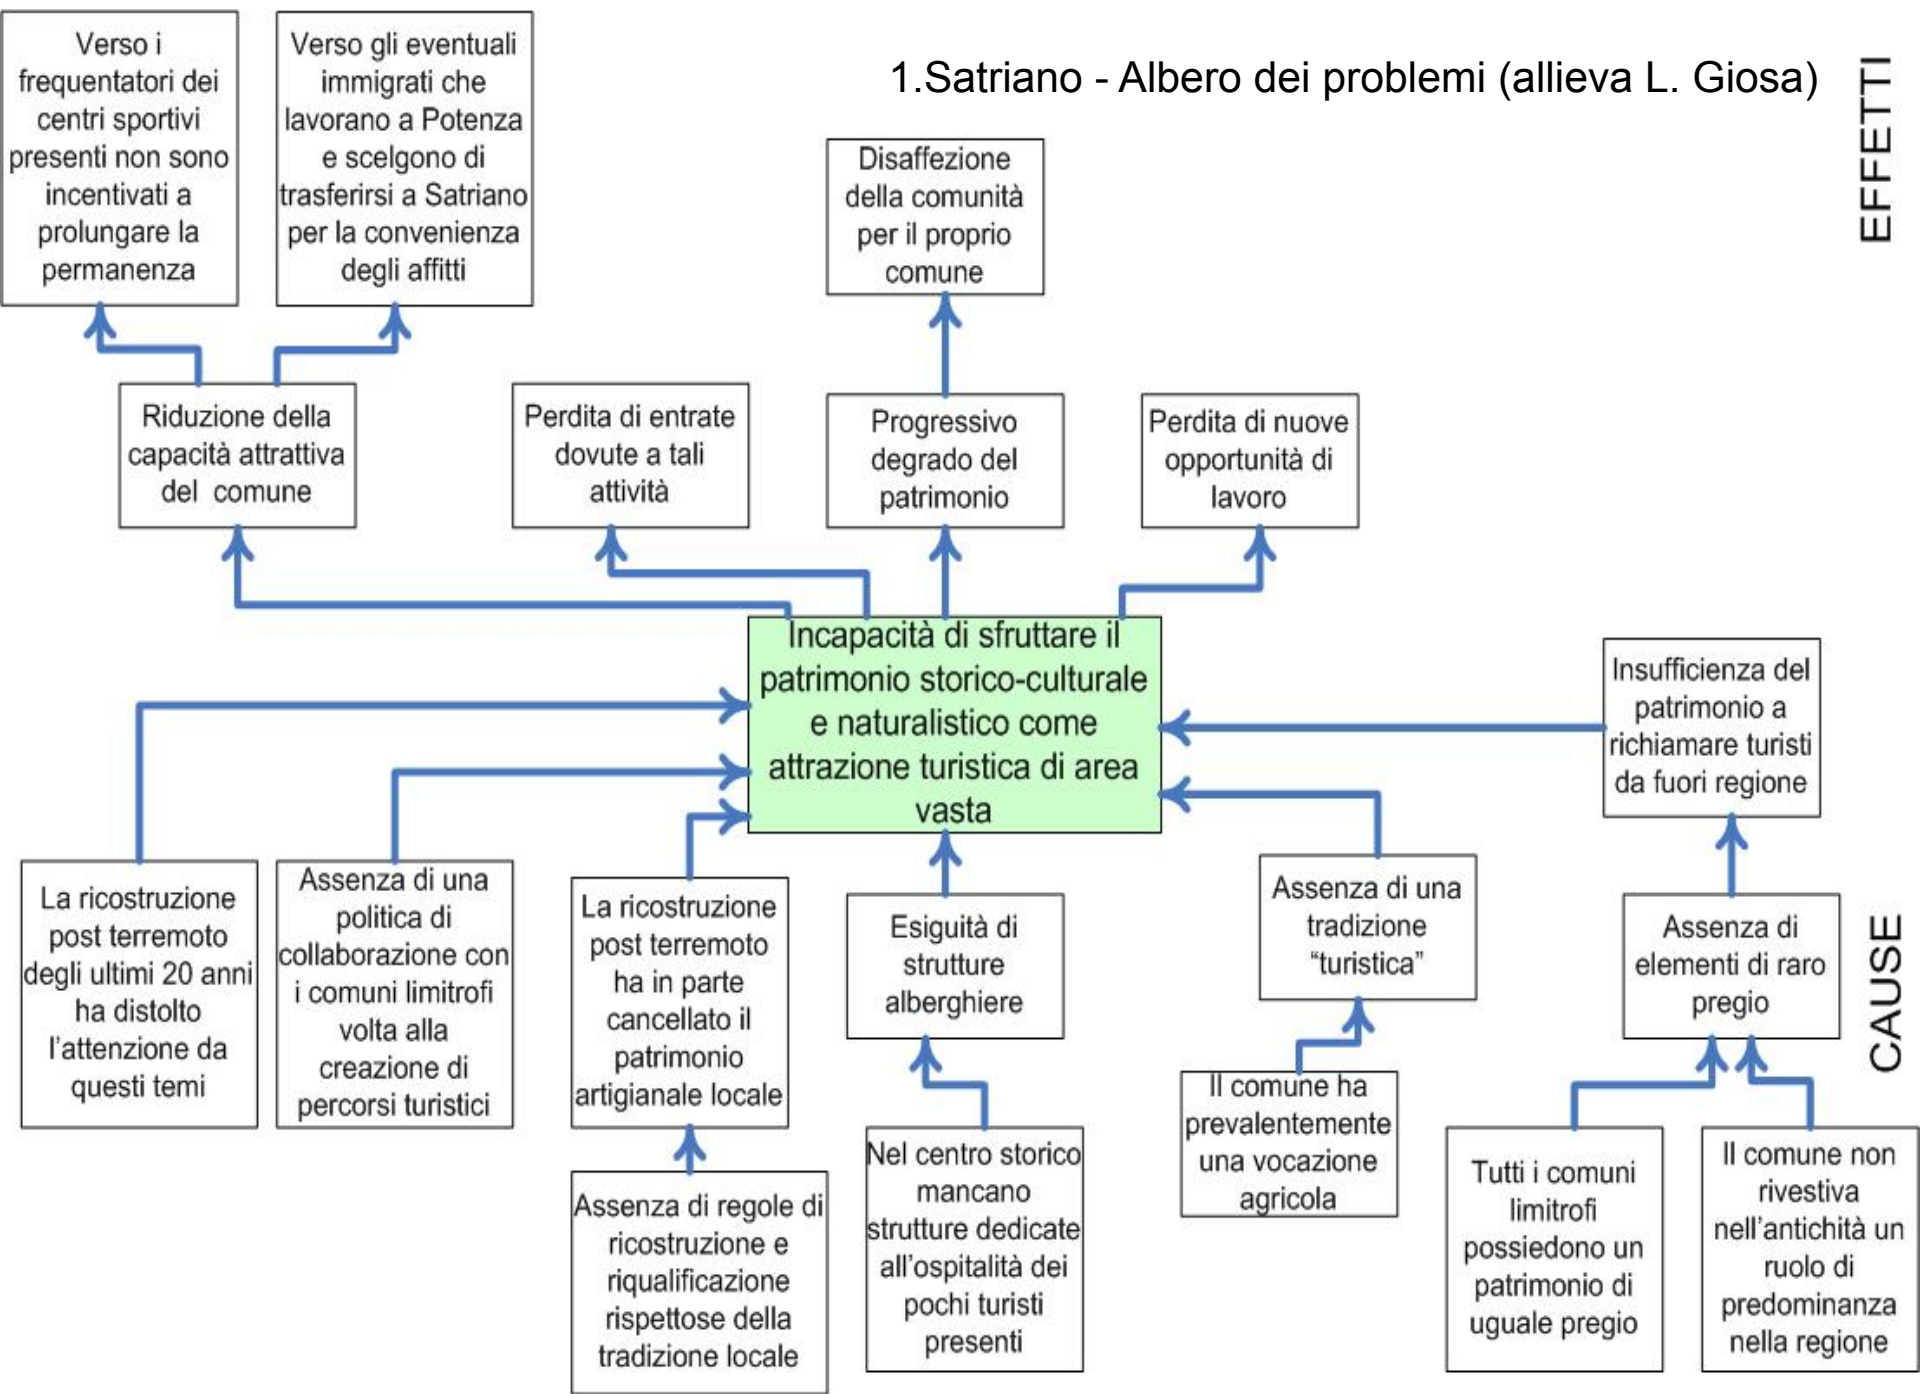 1.Satriano - Albero dei problemi (allieva L. Giosa)
EFFETTI
Verso i
frequentatori dei
centri sportivi
presenti non sono
incentivati a
prolungare la
permanenza
Verso gli eventuali
immigrati che
lavorano a Potenza
e scelgono di
trasferirsi a Satriano
per la convenienza
degli affitti
Disaffezione
della comunità
per il proprio
comune
Riduzione della
capacità attrattiva
del comune
Perdita di entrate
dovute a tali
attività
Progressivo
degrado del
patrimonio
Perdita di nuove
opportunità di
lavoro
Incapacità di sfruttare il
patrimonio storico-culturale
e naturalistico come
attrazione turistica di area
vasta
Insufficienza del
patrimonio a
richiamare turisti
da fuori regione
La ricostruzione
post terremoto
degli ultimi 20 anni
ha distolto
l'attenzione da
questi temi
Assenza di una
politica di
collaborazione con
i comuni limitrofi
volta alla
creazione di
percorsi turistici
La ricostruzione
post terremoto
ha in parte
cancellato il
patrimonio
artigianale locale
Esiguità di
strutture
alberghiere
Assenza di una
tradizione
“turistica”
Assenza di
elementi di raro
pregio
CAUSE
Assenza di regole di
ricostruzione e
riqualificazione
rispettose della
tradizione locale
Nel centro storico
mancano
strutture dedicate
all'ospitalità dei
pochi turisti
presenti
Il comune ha
prevalentemente
una vocazione
agricola
Tutti i comuni
limitrofi
possiedono un
patrimonio di
uguale pregio
Il comune non
rivestiva
nell'antichità un
ruolo di
predominanza
nella regione